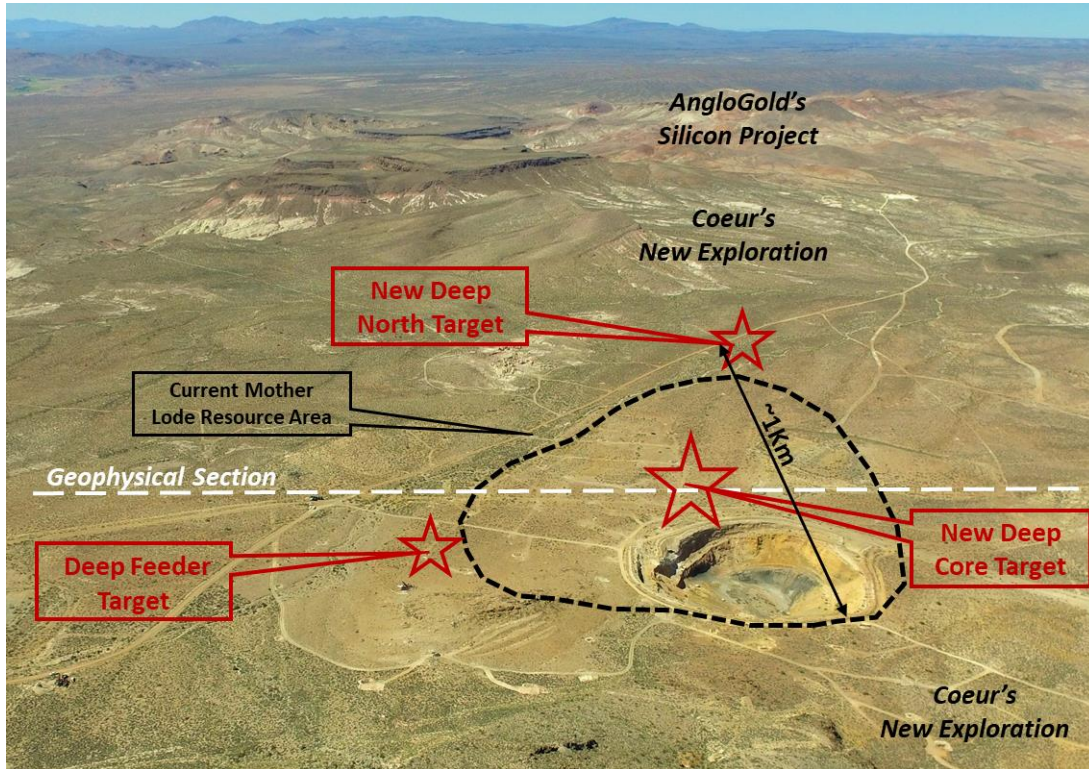 AngloGold's
Silicon Project
Coeur's
New Exploration
New Deep
North Target
Current Mother
Lode Resource Area
~1Km
Geophysical Section
New Deep
Core Target
Deep Feeder
Target
Coeur's
New Exploration